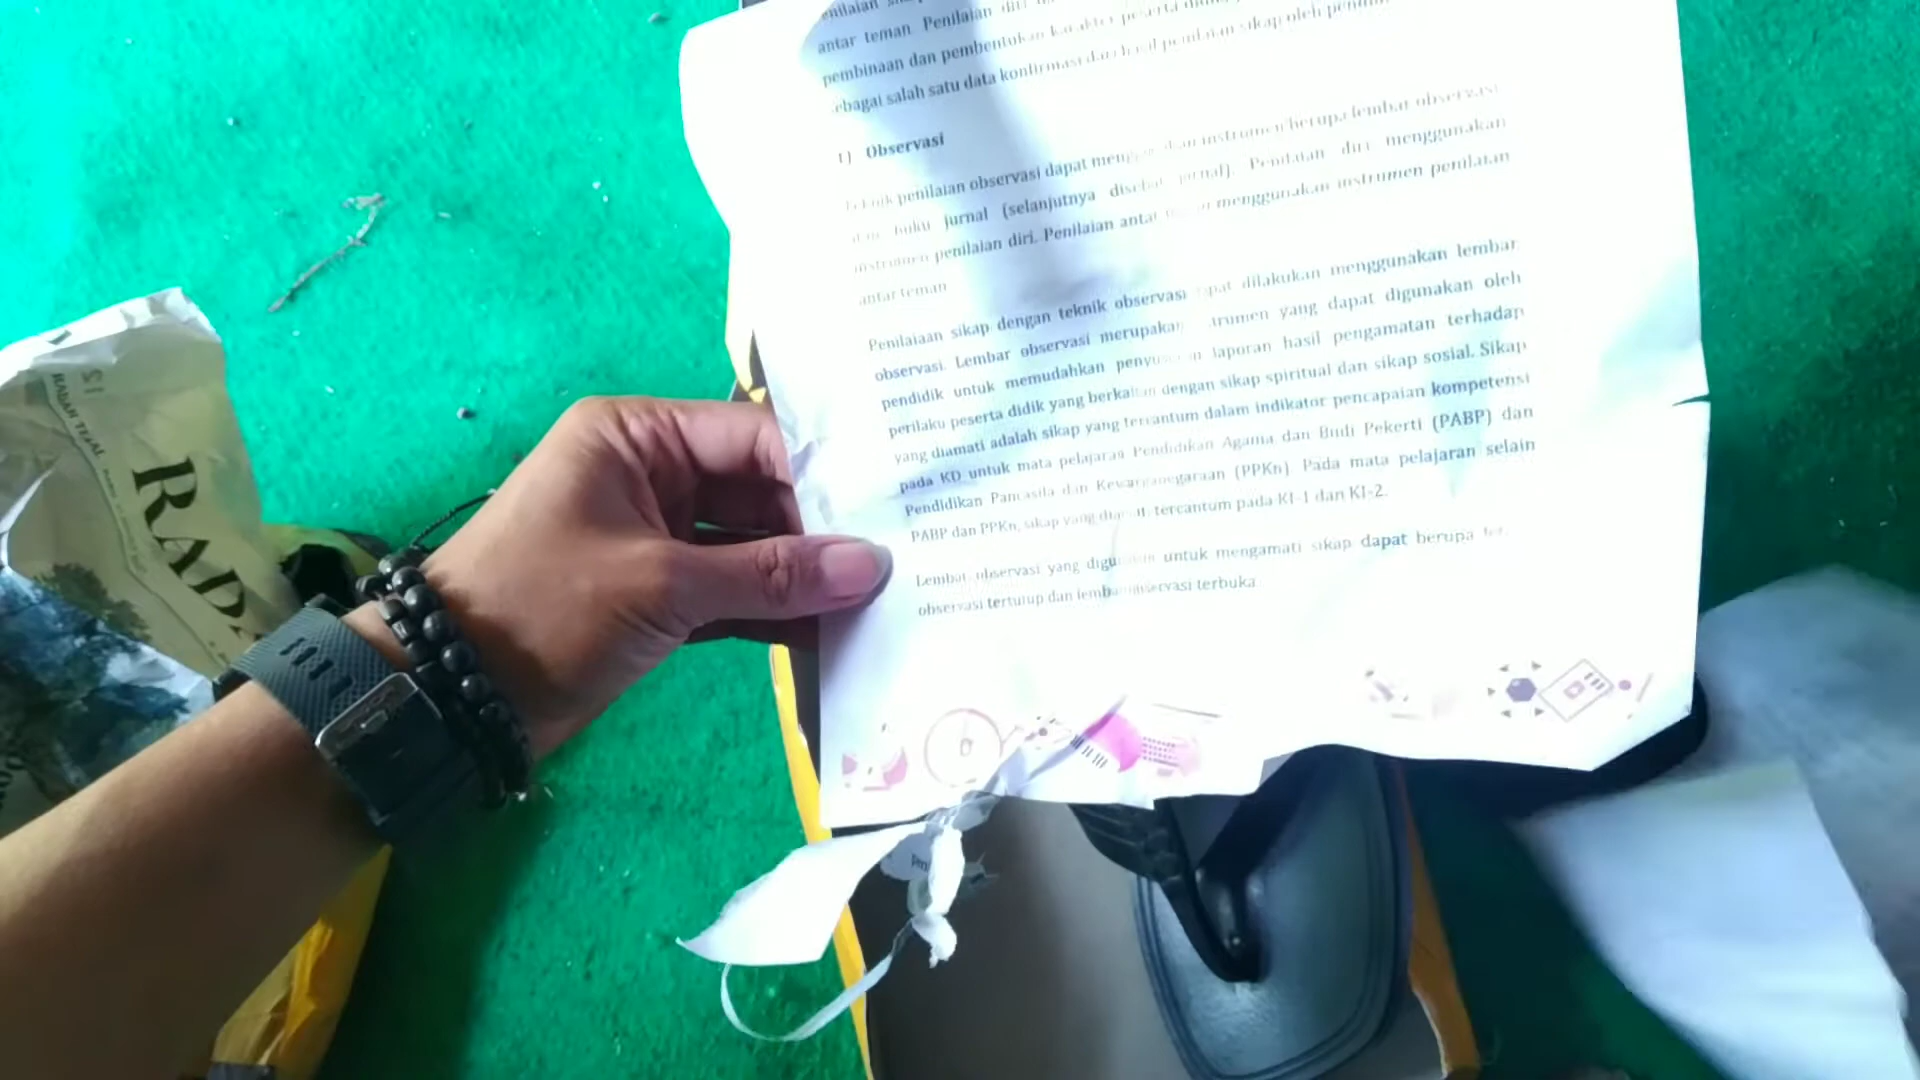 antar teman. Penilaian diri
pembinaan dan pembentukan karakter peserta
sebagai salah satu data konfirmasi dari hasil penilaian sikap oleh
1) Observasi
Teknik penilaian observasi dapat menggunakan instrumen berupa lembar observasi
buku jurnal (selanjutnya disebut jurnal). Penilaian diri menggunakan
instrumen penilaian diri. Penilaian antar menggunakan instrumen penilaian
antar teman
Penilaiaan sikap dengan teknik observasi dapat dilakukan menggunakan lembar
observasi. Lembar observasi merupakan instrumen yang dapat digunakan oleh
pendidik untuk memudahkan penyusunan laporan hasil pengamatan terhadap
perilaku peserta didik yang berkaitan dengan sikap spiritual dan sikap sosial. Sikap
yang diamati adalah sikap yang tercantum dalam indikator pencapaian kompetensi
pada KD untuk mata pelajaran Pendidikan Agama dan Budi Pekerti (PABP) dan
Pendidikan Pancasila dan Kewarganegaraan (PPKn). Pada mata pelajaran selain
PABP dan PPKn, sikap yang diamati tercantum pada KI-1 dan KI-2.
Lembar observasi yang digunakan untuk mengamati sikap dapat berupa
observasi tertutup dan lembar observasi terbuka
12
RADAR TEGAL